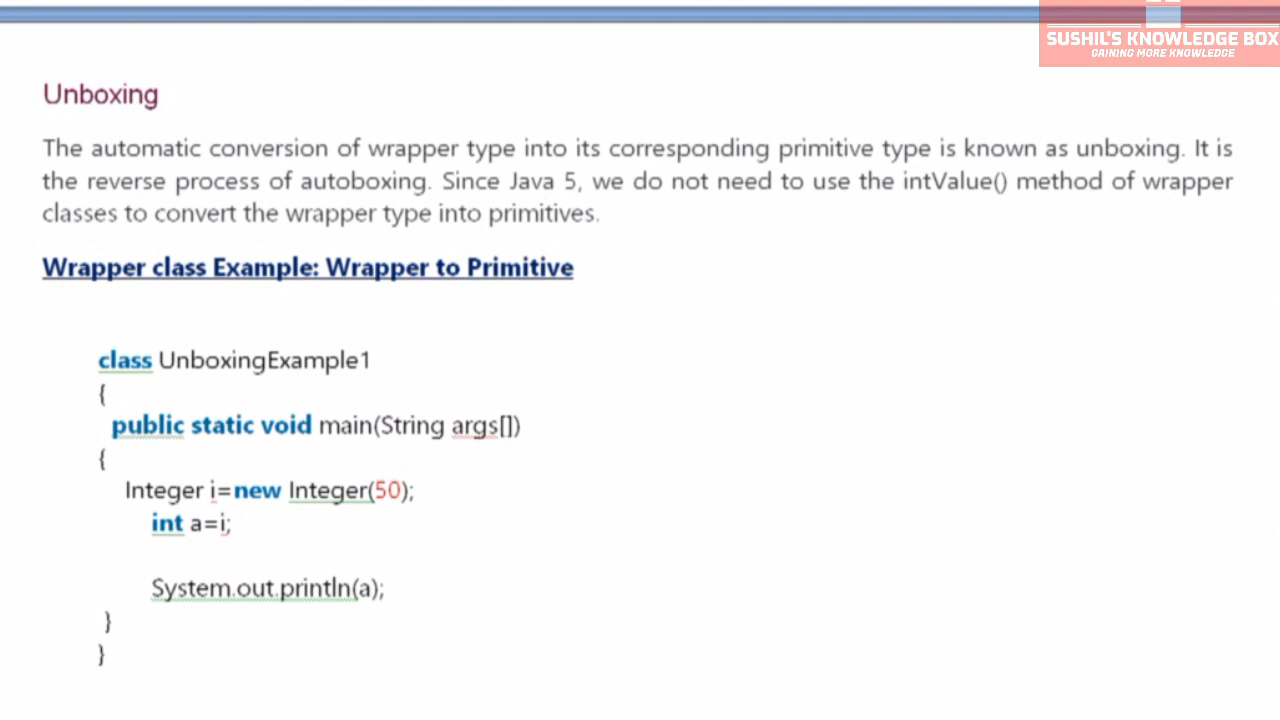 SUSHIL'S KNOWLEDGE BOX
GAINING MORE KNOWLEDGE
Unboxing
The automatic conversion of wrapper type into its corresponding primitive type is known as unboxing. It is
the reverse process of autoboxing. Since Java 5, we do not need to use the intValue() method of wrapper
classes to convert the wrapper type into primitives.
Wrapper class Example: Wrapper to Primitive
class UnboxingExample1
{
public static void main(String args[])
{
Integer i=new Integer(50);
int a=i;
System.out.println(a);
}
}